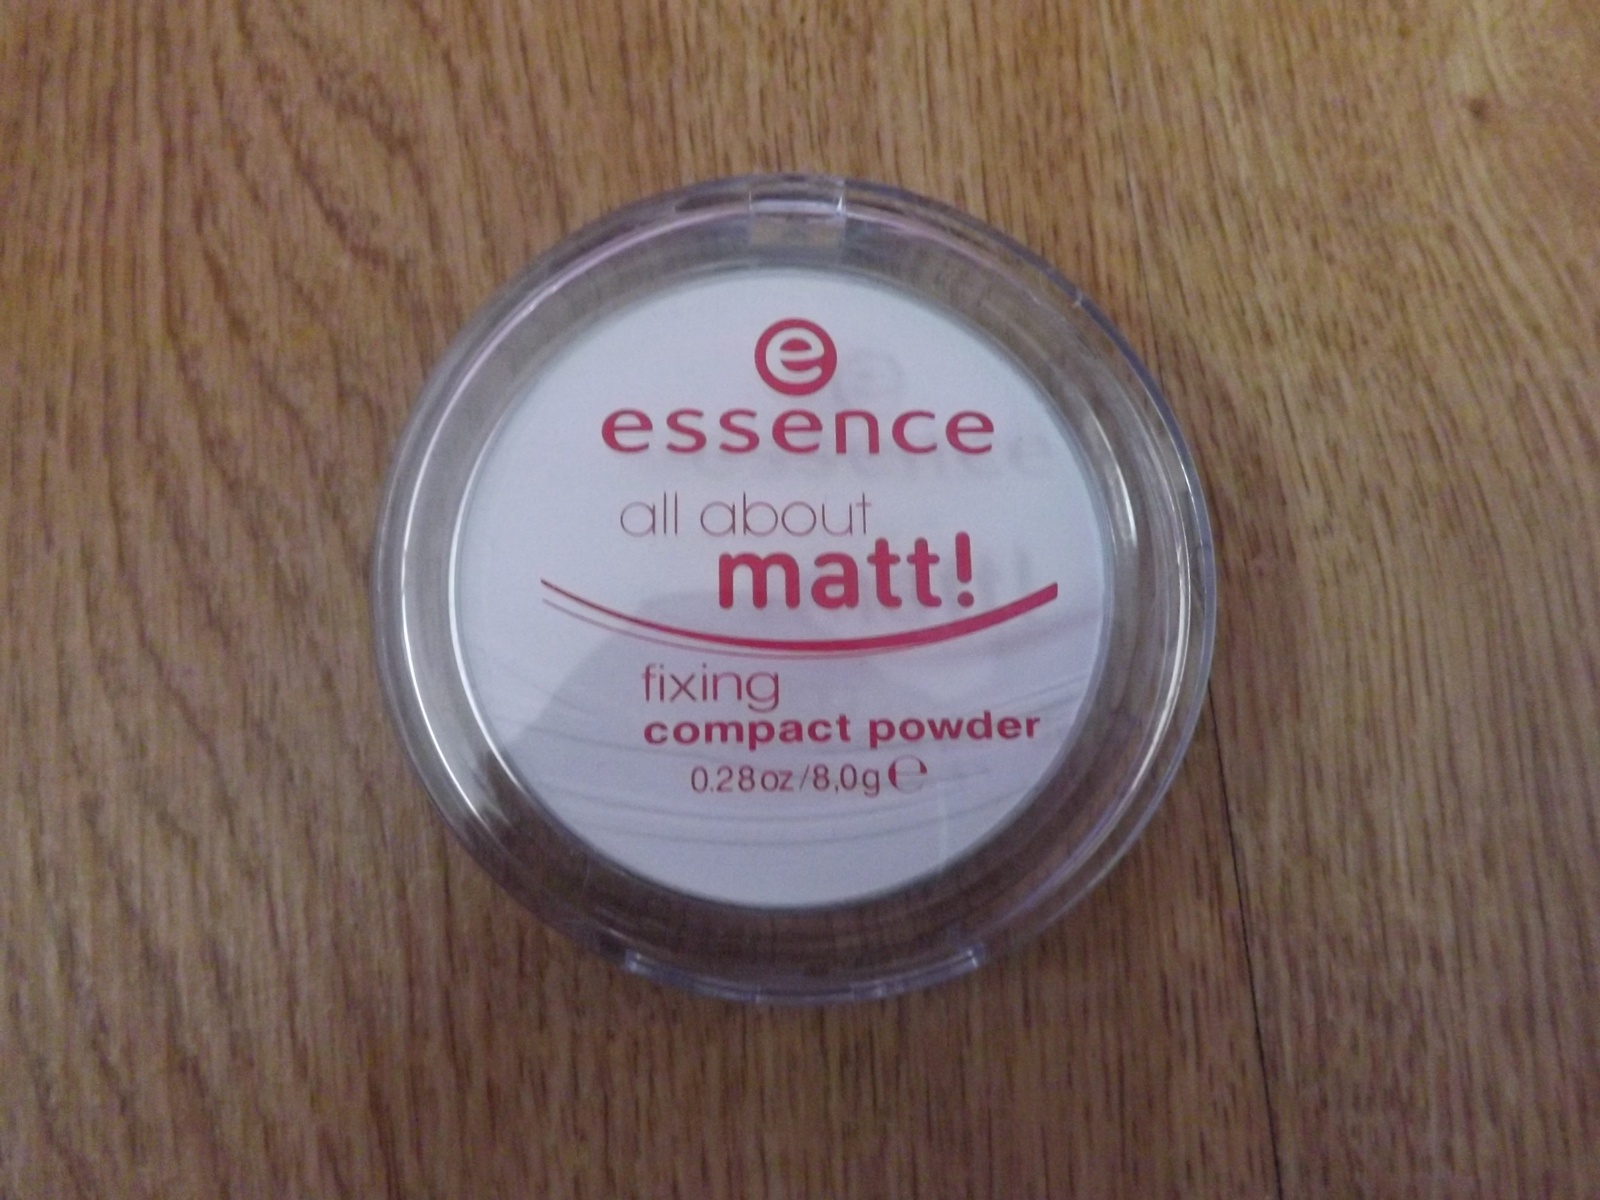 e
essence
all about
matt!
fixing
compact powder
0.28oz/8,0g ℮